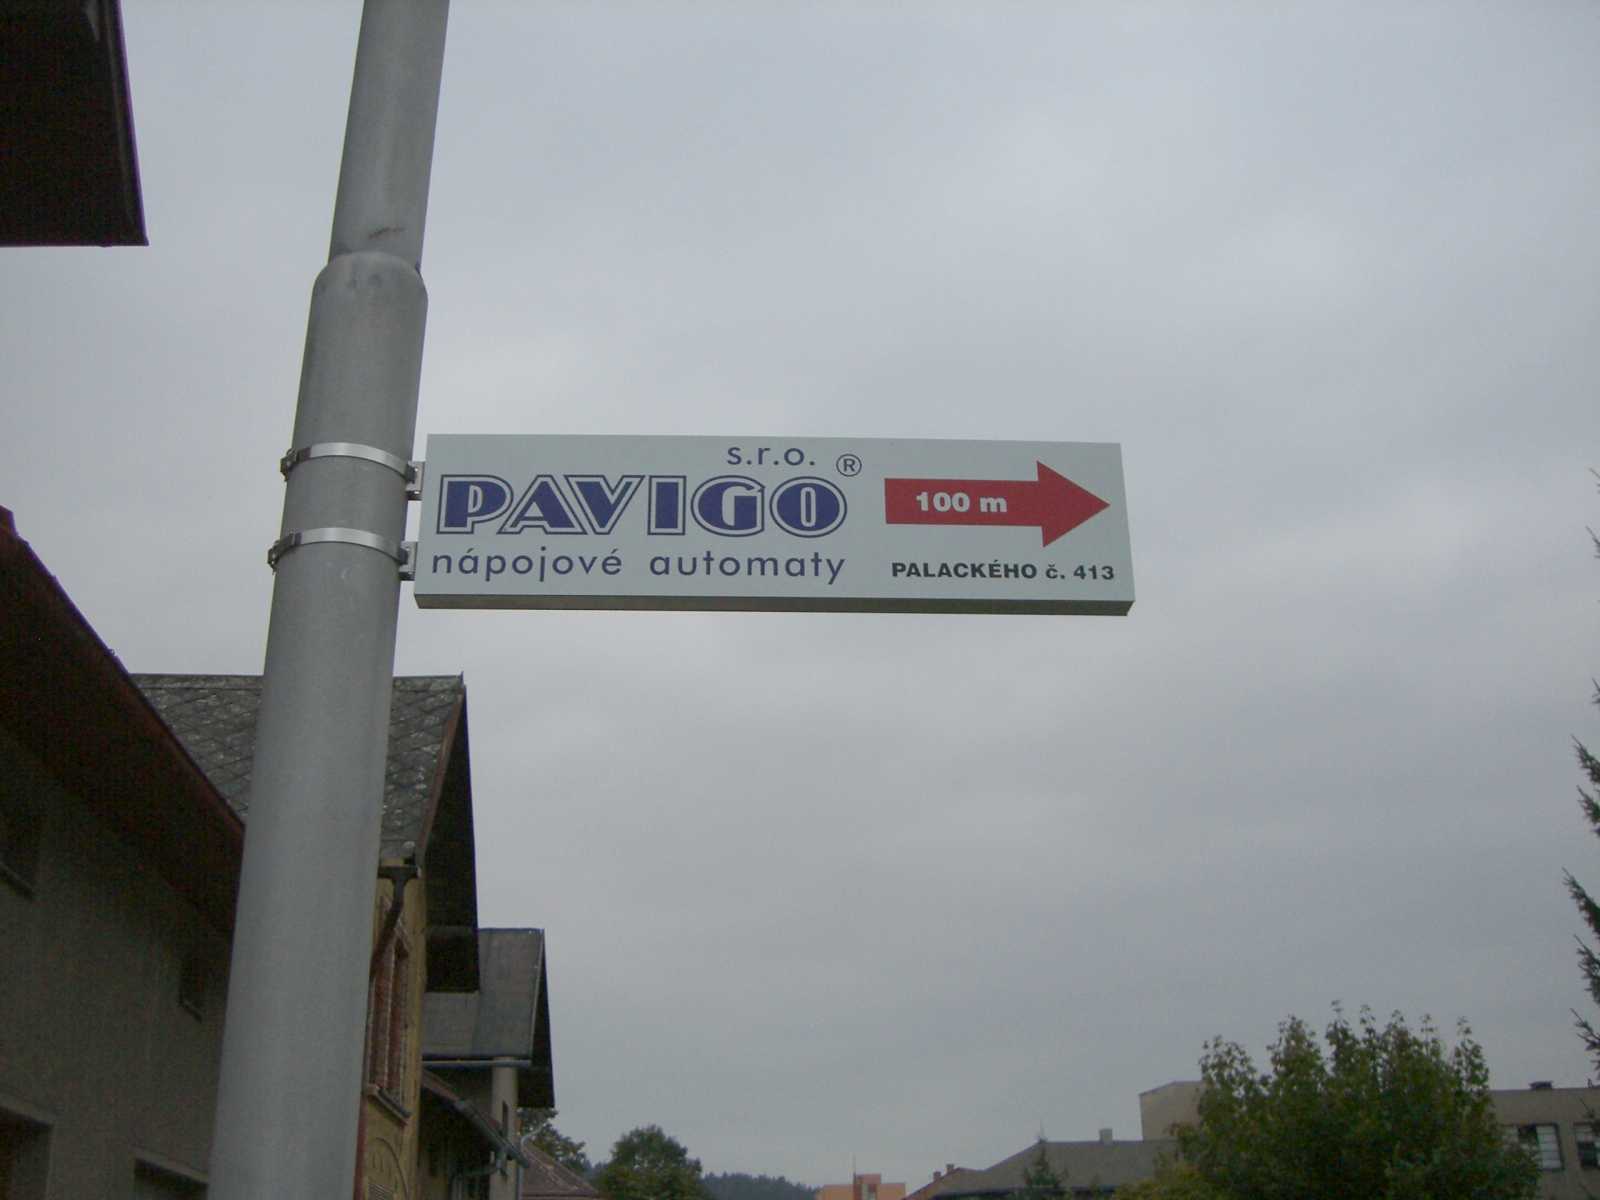 s.r.o. ®
PAVIGO
nápojové automaty
100 m
PALACKÉHO č. 413